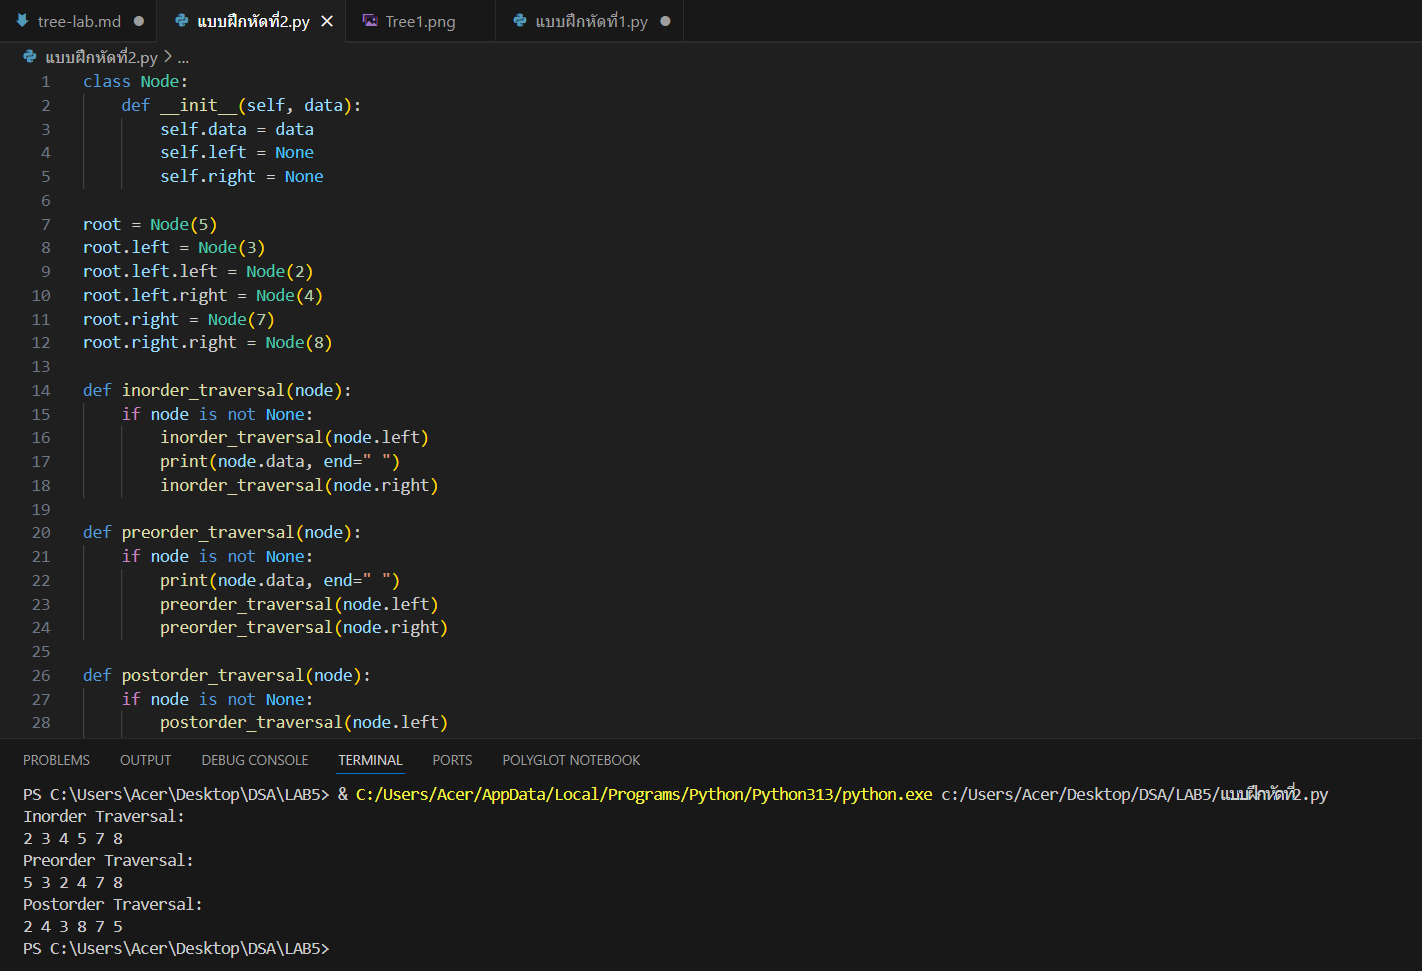 tree-lab.md ● แบบฝึกหัดที่2.py × Tree1.png แบบฝึกหัดที่1.py ●
แบบฝึกหัดที่2.py > ...
1 class Node:
2     def __init__(self, data):
3         self.data = data
4         self.left = None
5         self.right = None
6
7 root = Node(5)
8 root.left = Node(3)
9 root.left.left = Node(2)
10 root.left.right = Node(4)
11 root.right = Node(7)
12 root.right.right = Node(8)
13
14 def inorder_traversal(node):
15     if node is not None:
16         inorder_traversal(node.left)
17         print(node.data, end=" ")
18         inorder_traversal(node.right)
19
20 def preorder_traversal(node):
21     if node is not None:
22         print(node.data, end=" ")
23         preorder_traversal(node.left)
24         preorder_traversal(node.right)
25
26 def postorder_traversal(node):
27     if node is not None:
28         postorder_traversal(node.left)
PROBLEMS OUTPUT DEBUG CONSOLE TERMINAL PORTS POLYGLOT NOTEBOOK
PS C:\Users\Acer\Desktop\DSA\LAB5> & C:/Users/Acer/AppData/Local/Programs/Python/Python313/python.exe c:/Users/Acer/Desktop/DSA/LAB5/แบบฝึกหัดที่2.py
Inorder Traversal:
2 3 4 5 7 8
Preorder Traversal:
5 3 2 4 7 8
Postorder Traversal:
2 4 3 8 7 5
PS C:\Users\Acer\Desktop\DSA\LAB5>